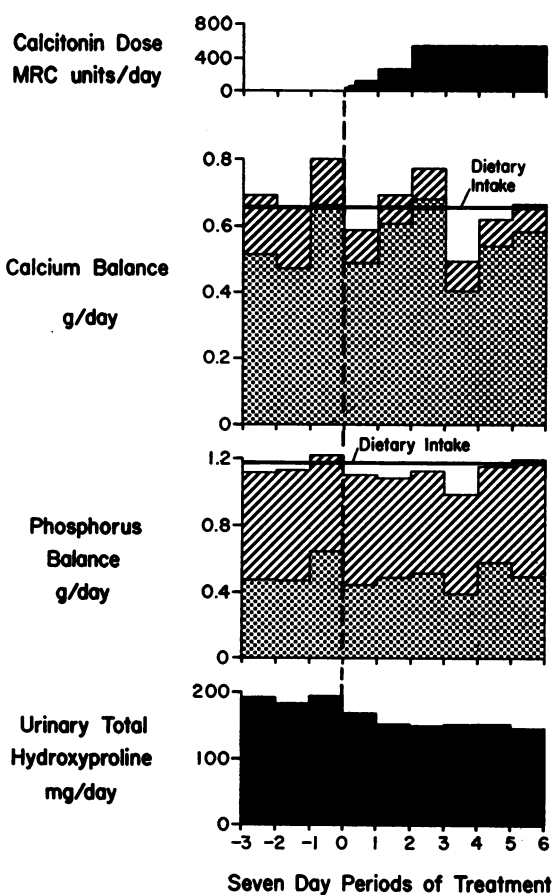 Calcitonin Dose
MRC units/day
800
400
0
Calcium Balance
g/day
0.8
0.6
0.4
0.2
0
Dietary
Intake
Phosphorus
Balance
g/day
1.2
0.8
0.4
0
Dietary Intake
Urinary Total
Hydroxyproline
mg/day
200
100
0
-3 -2 -1 0 1 2 3 4 5 6
Seven Day Periods of Treatment